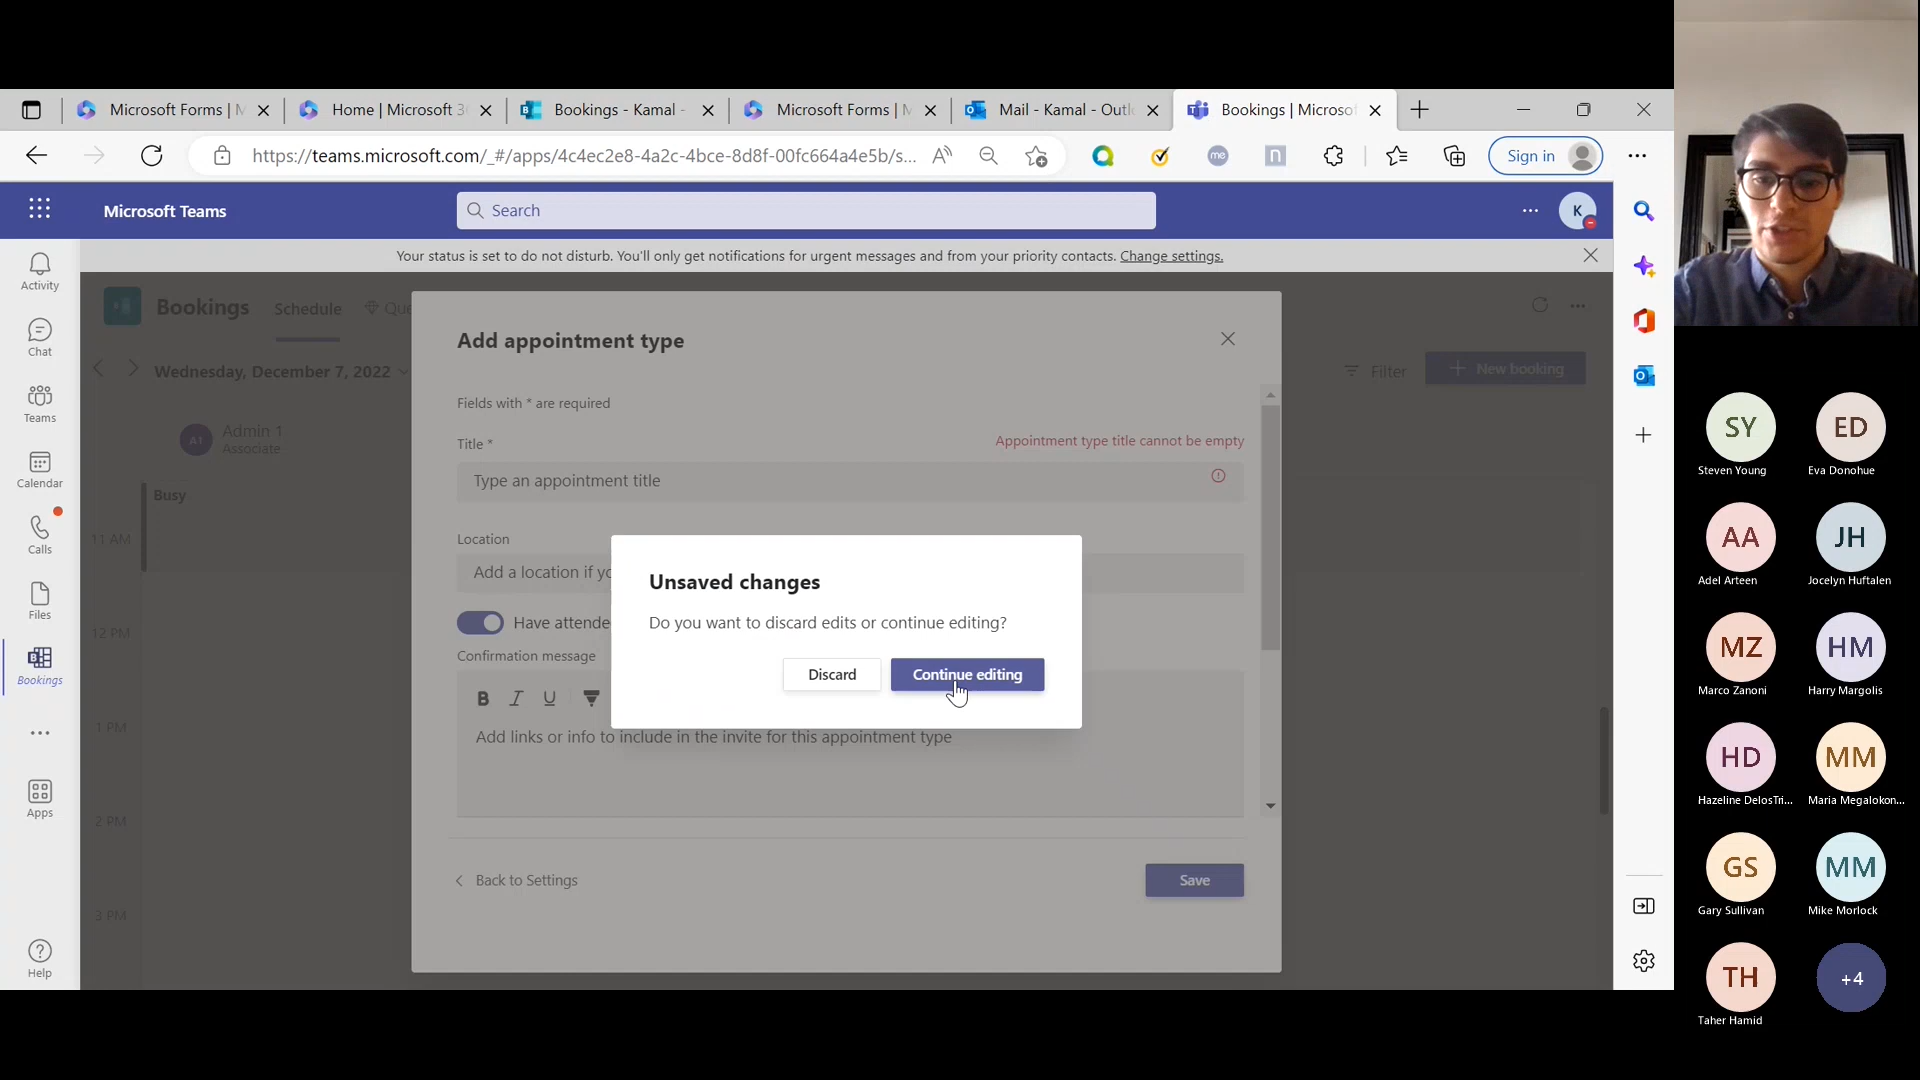 Microsoft Forms | M
Home | Microsoft 36
Bookings - Kamal -
Microsoft Forms | M
Mail - Kamal - Outlo
Bookings | Microsof
https://teams.microsoft.com/_#/apps/4c4ec2e8-4a2c-4bce-8d8f-00fc664a4e5b/s...
Sign in
Microsoft Teams
Search
K
Your status is set to do not disturb. You'll only get notifications for urgent messages and from your priority contacts. Change settings.
Activity
Chat
Teams
Calendar
Calls
Files
Bookings
Apps
Help
Bookings
Schedule
Que
Wednesday, December 7, 2022
Filter
New booking
A1
Admin 1
Associate
Busy
11 AM
12 PM
1 PM
2 PM
3 PM
Add appointment type
Fields with * are required
Title *
Appointment type title cannot be empty
Type an appointment title
Location
Add a location if yo
Have attende
Confirmation message
B I U
Add links or info to include in the invite for this appointment type
Back to Settings
Save
Unsaved changes
Do you want to discard edits or continue editing?
Discard
Continue editing
SY
Steven Young
ED
Eva Donohue
AA
Adel Arteen
JH
Jocelyn Huftalen
MZ
Marco Zanoni
HM
Harry Margolis
HD
Hazeline DelosTri...
MM
Maria Megalokon...
GS
Gary Sullivan
MM
Mike Morlock
TH
Taher Hamid
+4